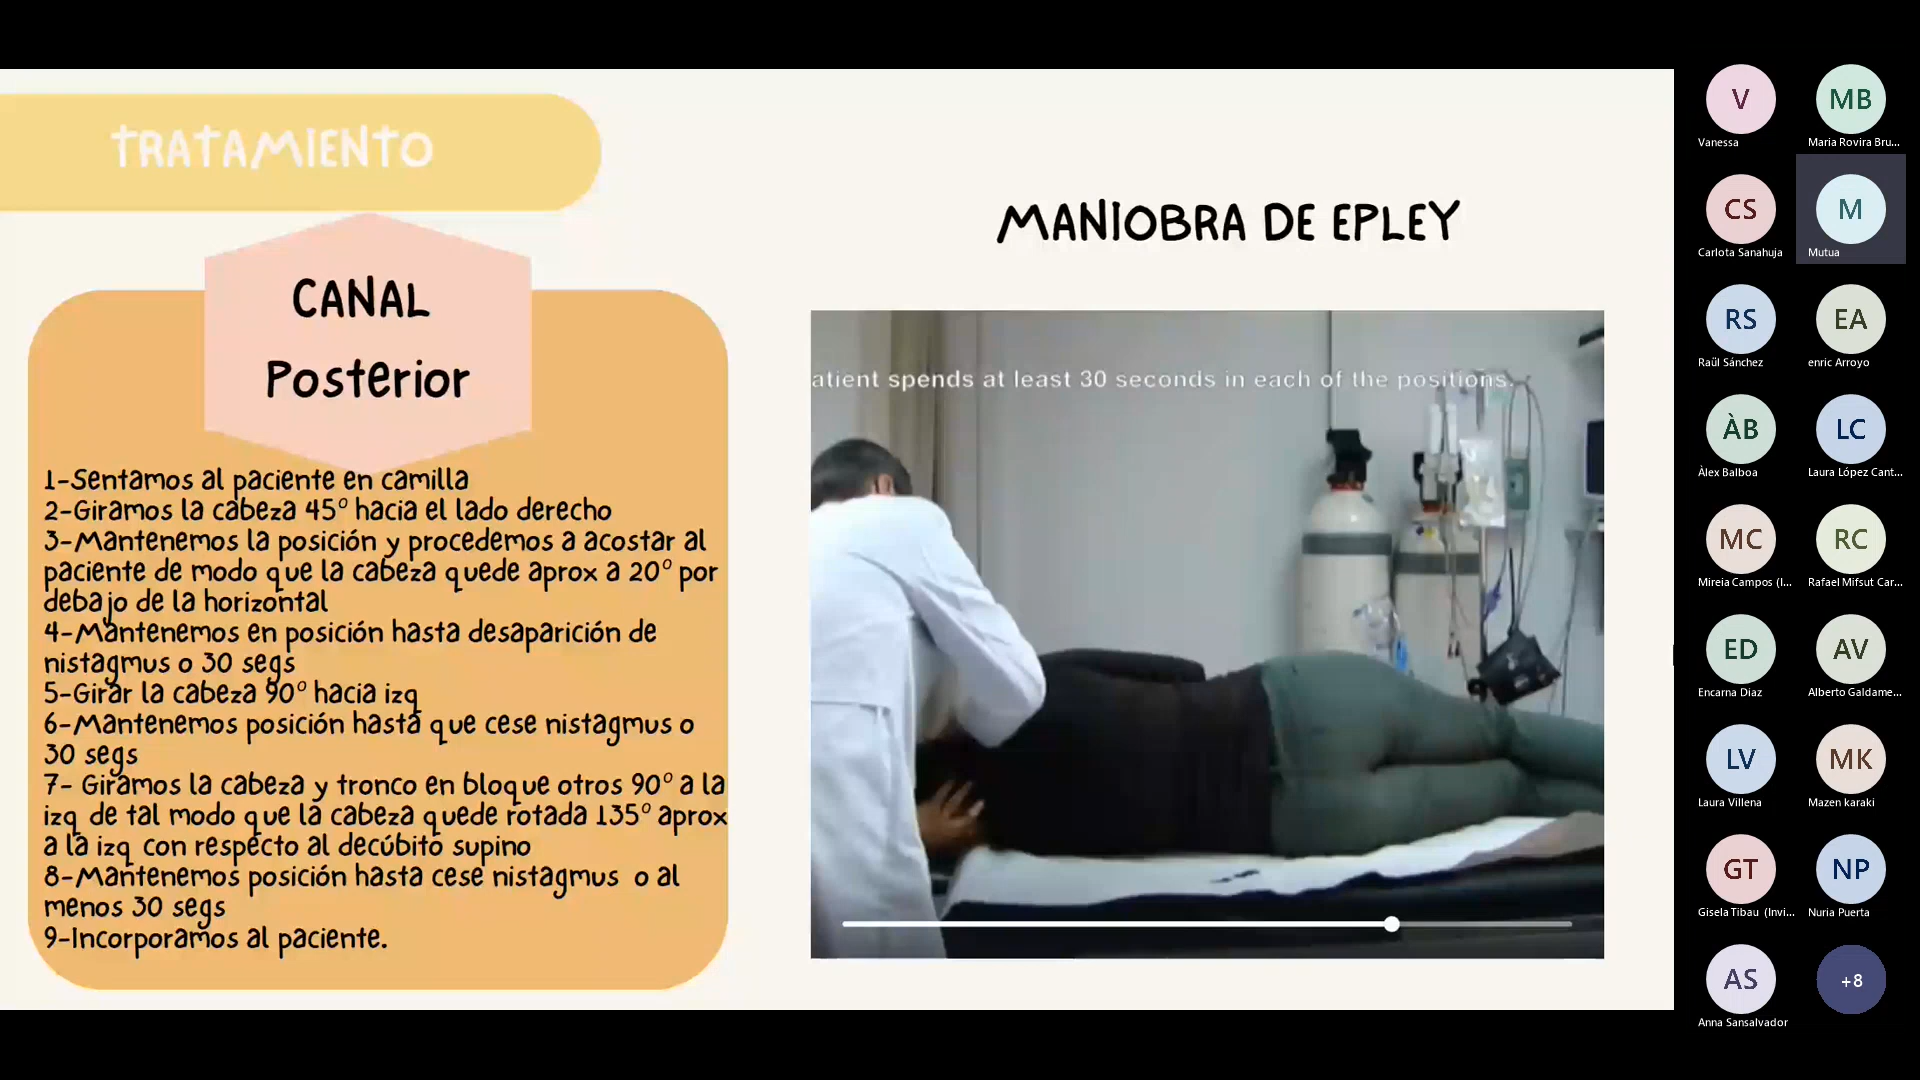 TRATAMIENTO
CANAL
Posterior
1-Sentamos al paciente en camilla
2-Giramos la cabeza 45º hacia el lado derecho
3-Mantenemos la posición y procedemos a acostar al
paciente de modo que la cabeza quede aprox a 20º por
debajo de la horizontal
4-Mantenemos en posición hasta desaparición de
nistagmus o 30 segs
5-Girar la cabeza 90º hacia izq
6-Mantenemos posición hasta que cese nistagmus o
30 segs
7- Giramos la cabeza y tronco en bloque otros 90º a la
izq de tal modo que la cabeza quede rotada 135º aprox
a la izq con respecto al decúbito supino
8-Mantenemos posición hasta cese nistagmus o al
menos 30 segs
9-Incorporamos al paciente.
MANIOBRA DE EPLEY
atient spends at least 30 seconds in each of the positions.
V
Vanessa
MB
Maria Rovira Bru...
CS
Carlota Sanahuja
M
Mutua
RS
Raül Sánchez
EA
enric Arroyo
ÀB
Àlex Balboa
LC
Laura López Cant...
MC
Mireia Campos (I...
RC
Rafael Mifsut Car...
ED
Encarna Diaz
AV
Alberto Galdame...
LV
Laura Villena
MK
Mazen karaki
GT
Gisela Tibau (Invi...
NP
Nuria Puerta
AS
Anna Sansalvador
+8